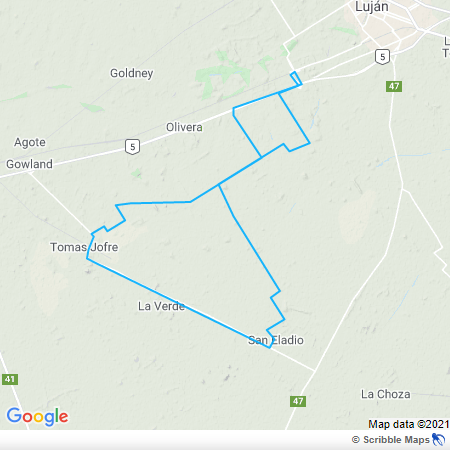 Luján
5
L
T
Goldney
47
Olivera
Agote
5
Gowland
Tomas Jofre
La Verde
San Eladio
41
La Choza
47
Google
Map data ©2021
© Scribble Maps